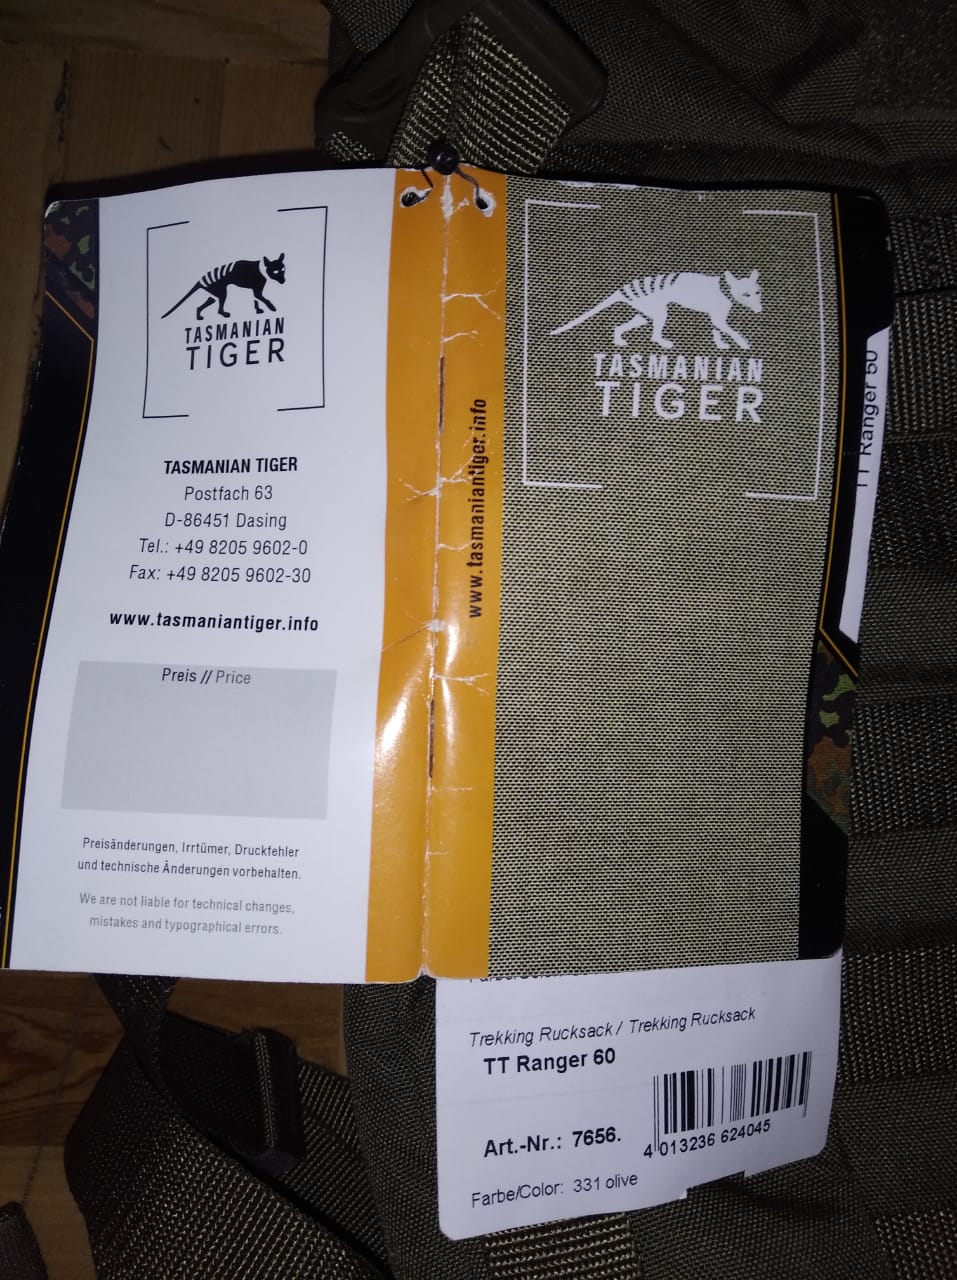 TASMANIAN
TIGER
TASMANIAN TIGER
Postfach 63
D-86451 Dasing
Tel.: +49 8205 9602-0
Fax: +49 8205 9602-30
www.tasmaniantiger.info
Preis // Price
Preisänderungen, Irrtümer, Druckfehler
und technische Änderungen vorbehalten.
We are not liable for technical changes,
mistakes and typographical errors.
www.tasmaniantiger.info
TASMANIAN
TIGER
TT Ranger 60
Trekking Rucksack / Trekking Rucksack
TT Ranger 60
Art.-Nr.: 7656.
4 013236 624045
Farbe/Color: 331 olive